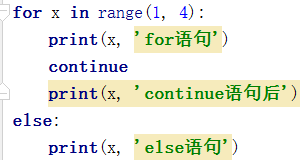 for x in range(1, 4):
    print(x, 'for语句')
    continue
    print(x, 'continue语句后')
else:
    print(x, 'else语句')